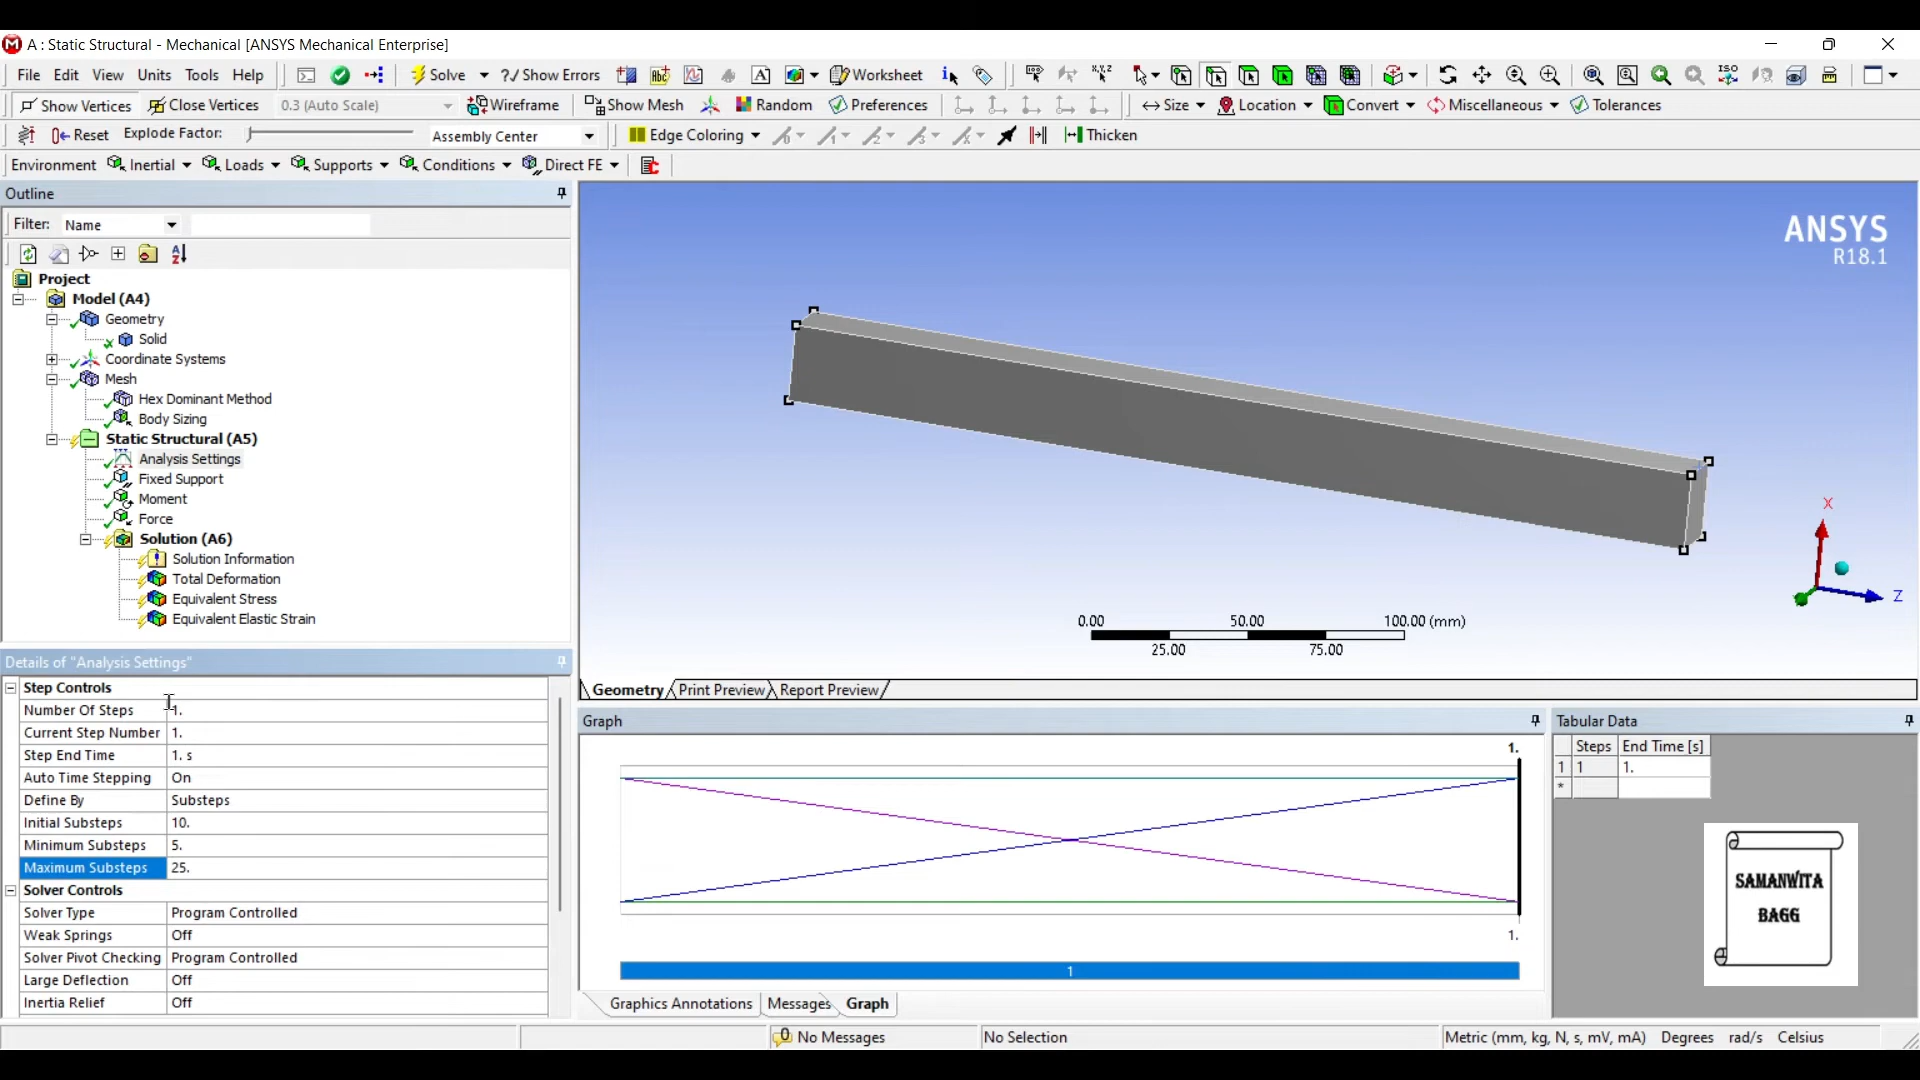 A : Static Structural - Mechanical [ANSYS Mechanical Enterprise]
File Edit View Units Tools Help Solve ?/ Show Errors Worksheet
Show Vertices Close Vertices 0.3 (Auto Scale) Wireframe Show Mesh Random Preferences Size Location Convert Miscellaneous Tolerances
Reset Explode Factor: Assembly Center Edge Coloring Thicken
Environment Inertial Loads Supports Conditions Direct FE
Outline
Filter: Name
Project
Model (A4)
Geometry
Solid
Coordinate Systems
Mesh
Hex Dominant Method
Body Sizing
Static Structural (A5)
Analysis Settings
Fixed Support
Moment
Force
Solution (A6)
Solution Information
Total Deformation
Equivalent Stress
Equivalent Elastic Strain
Details of "Analysis Settings"
Step Controls
Number Of Steps 1.
Current Step Number 1.
Step End Time 1. s
Auto Time Stepping On
Define By Substeps
Initial Substeps 10.
Minimum Substeps 5.
Maximum Substeps 25.
Solver Controls
Solver Type Program Controlled
Weak Springs Off
Solver Pivot Checking Program Controlled
Large Deflection Off
Inertia Relief Off
ANSYS
R18.1
X
Z
0.00 50.00 100.00 (mm)
25.00 75.00
Geometry Print Preview Report Preview
Graph
1.
1.
1
Graphics Annotations Messages Graph
Tabular Data
Steps End Time [s]
1 1 1.
*
SAMANWITA
BAGG
0 No Messages No Selection Metric (mm, kg, N, s, mV, mA) Degrees rad/s Celsius